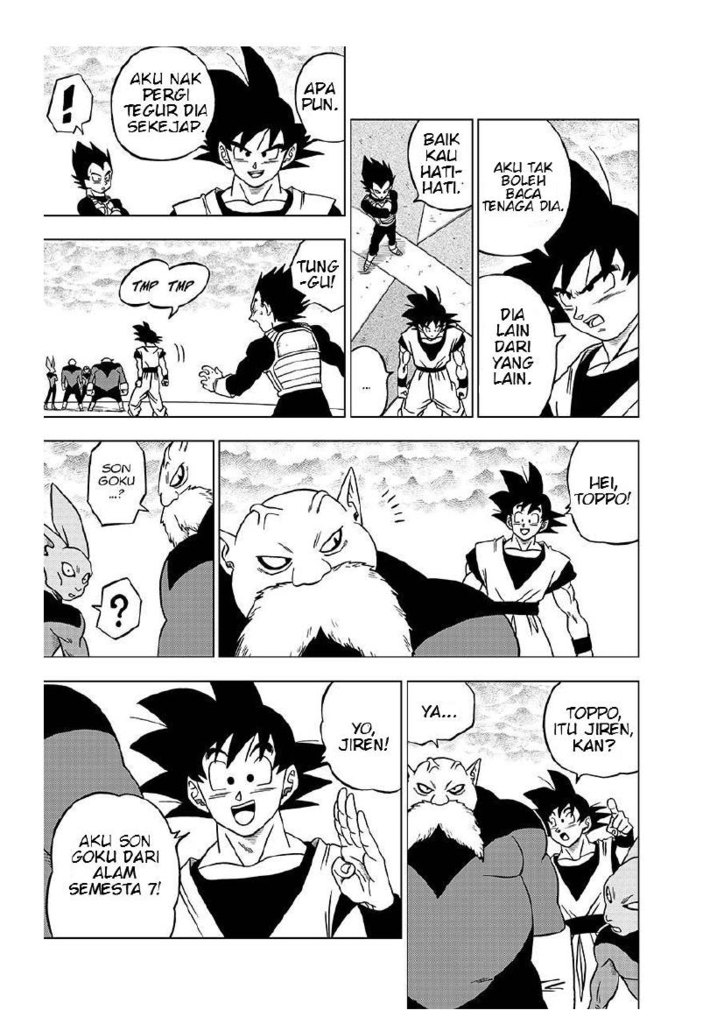 AKU TAK
BOLEH
BACA
TENAGA DIA.
DIA
LAIN
DARI
YANG
LAIN.
BAIK
KAU
HATI-
HATI.
...
APA
PUN.
AKU NAK
PERGI
TEGUR DIA
SEKEJAP.
!
TUNG
-GU!
TMP TMP
HEI,
TOPPO!
SON
GOKU
...?
?
TOPPO,
ITU JIREN,
KAN?
YA...
YO,
JIREN!
AKU SON
GOKU DARI
ALAM
SEMESTA 7!